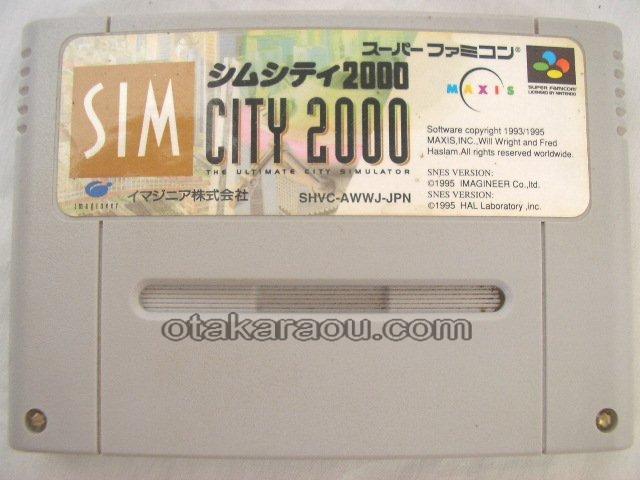 スーパーファミコン®
シムシティ2000
SIM
CITY 2000
THE ULTIMATE CITY SIMULATOR
MAXIS
SUPER FAMICOM
LICENSED BY NINTENDO
Software copyright 1993/1995
MAXIS,INC.,Will Wright and Fred
Haslam.All rights reserved worldwide.
SNES VERSION:
©1995 IMAGINEER Co.,ltd.
SNES VERSION:
©1995 HAL Laboratory ,inc.
imagineer
イマジニア株式会社
SHVC-AWWJ-JPN
otakaraou.com